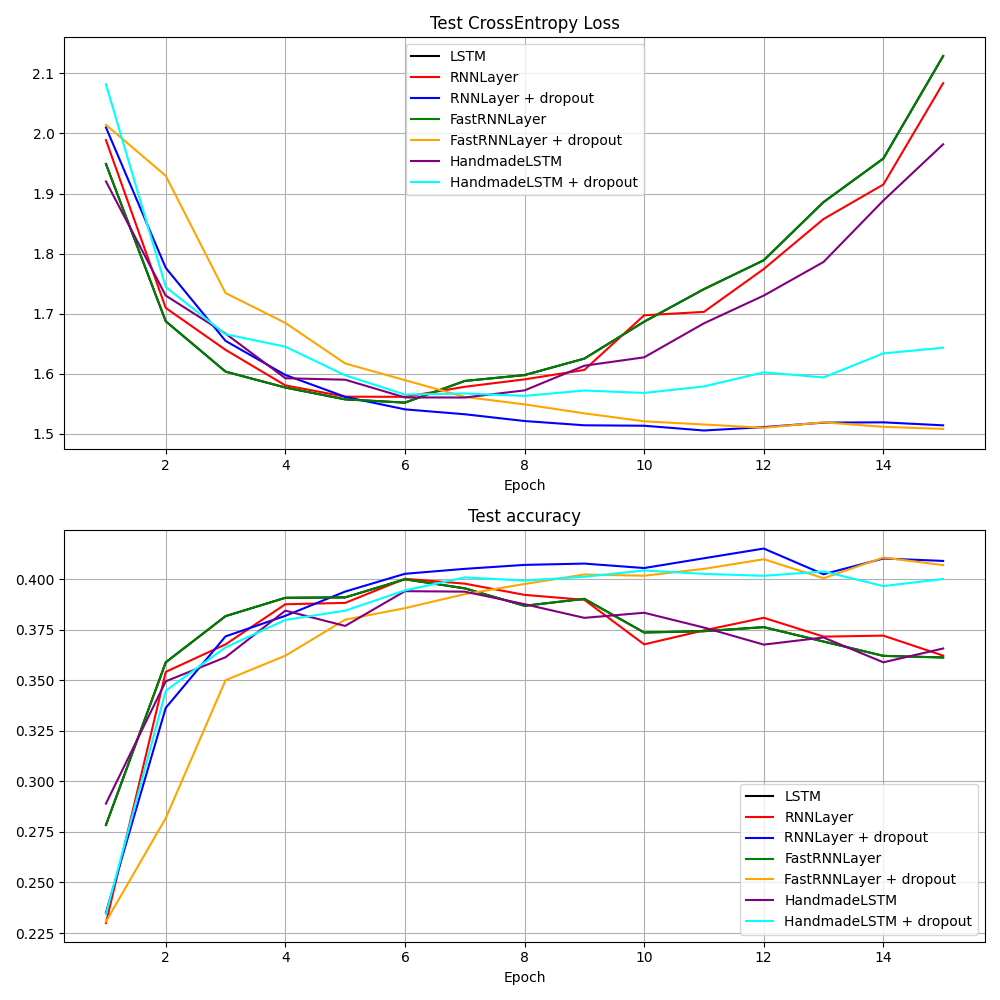 Test CrossEntropy Loss
LSTM
RNNLayer
RNNLayer + dropout
FastRNNLayer
FastRNNLayer + dropout
HandmadeLSTM
HandmadeLSTM + dropout
2.1
2.0
1.9
1.8
1.7
1.6
1.5
2 4 6 8 10 12 14
Epoch
Test accuracy
0.400
0.375
0.350
0.325
0.300
0.275
0.250
0.225
LSTM
RNNLayer
RNNLayer + dropout
FastRNNLayer
FastRNNLayer + dropout
HandmadeLSTM
HandmadeLSTM + dropout
2 4 6 8 10 12 14
Epoch